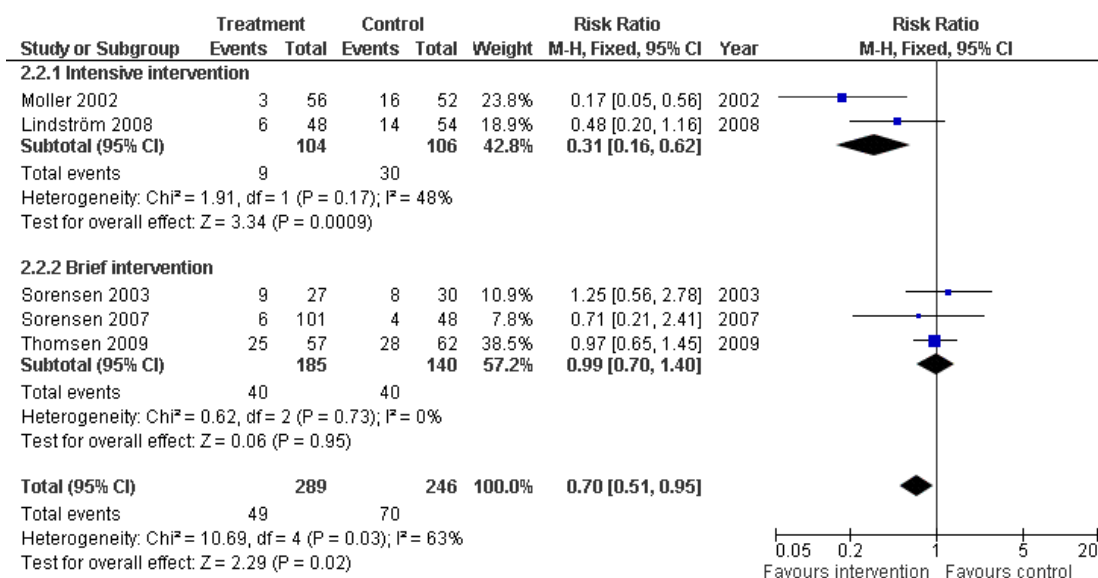 Treatment Control Risk Ratio Risk Ratio
Study or Subgroup Events Total Events Total Weight M-H, Fixed, 95% CI Year M-H, Fixed, 95% CI
2.2.1 Intensive intervention
Moller 2002 3 56 16 52 23.8% 0.17 [0.05, 0.56] 2002
Lindström 2008 6 48 14 54 18.9% 0.48 [0.20, 1.16] 2008
Subtotal (95% CI) 104 106 42.8% 0.31 [0.16, 0.62]
Total events 9 30
Heterogeneity: Chi² = 1.91, df = 1 (P = 0.17); I² = 48%
Test for overall effect: Z = 3.34 (P = 0.0009)
2.2.2 Brief intervention
Sorensen 2003 9 27 8 30 10.9% 1.25 [0.56, 2.78] 2003
Sorensen 2007 6 101 4 48 7.8% 0.71 [0.21, 2.41] 2007
Thomsen 2009 25 57 28 62 38.5% 0.97 [0.65, 1.45] 2009
Subtotal (95% CI) 185 140 57.2% 0.99 [0.70, 1.40]
Total events 40 40
Heterogeneity: Chi² = 0.62, df = 2 (P = 0.73); I² = 0%
Test for overall effect: Z = 0.06 (P = 0.95)
Total (95% CI) 289 246 100.0% 0.70 [0.51, 0.95]
Total events 49 70
Heterogeneity: Chi² = 10.69, df = 4 (P = 0.03); I² = 63%
Test for overall effect: Z = 2.29 (P = 0.02)
0.05 0.2 1 5 20
Favours intervention Favours control